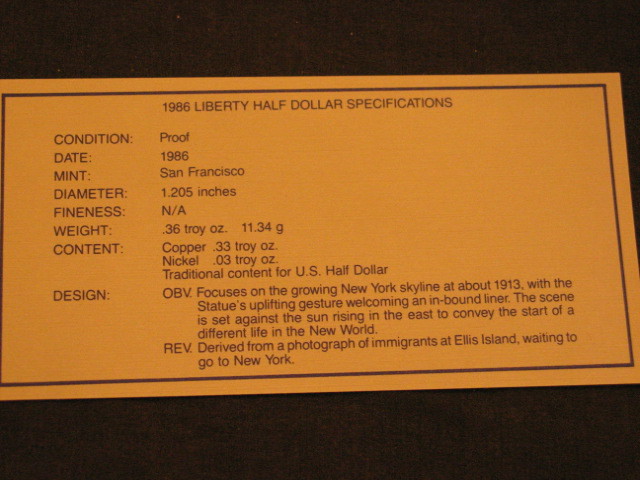 1986 LIBERTY HALF DOLLAR SPECIFICATIONS
CONDITION: Proof
DATE: 1986
MINT: San Francisco
DIAMETER: 1.205 inches
FINENESS: N/A
WEIGHT: .36 troy oz. 11.34 g
CONTENT: Copper .33 troy oz.
Nickel .03 troy oz.
Traditional content for U.S. Half Dollar
DESIGN: OBV. Focuses on the growing New York skyline at about 1913, with the
Statue's uplifting gesture welcoming an in-bound liner. The scene
is set against the sun rising in the east to convey the start of a
different life in the New World.
REV. Derived from a photograph of immigrants at Ellis Island, waiting to
go to New York.